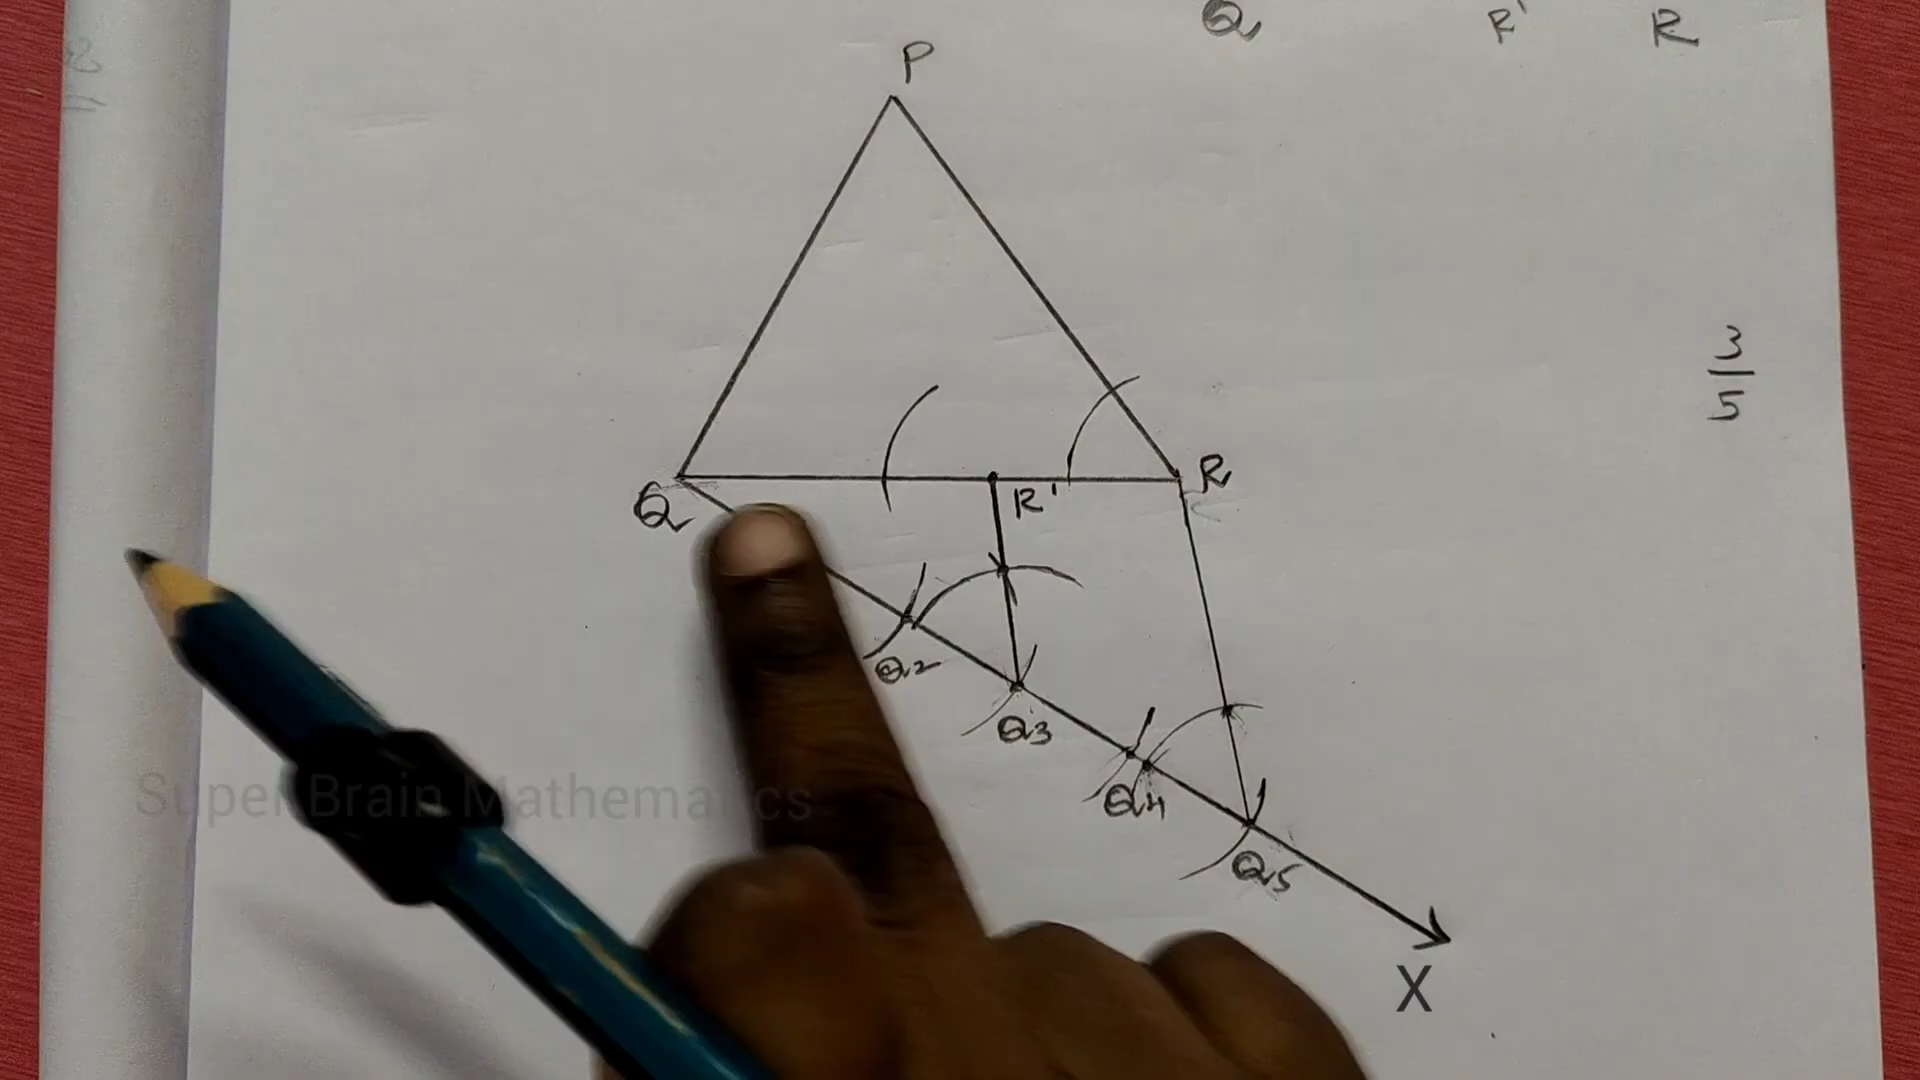 Q R' R
P
3
5
Q R' R
Q2
Q3
Q4
Q5
X
Super Brain Mathematics